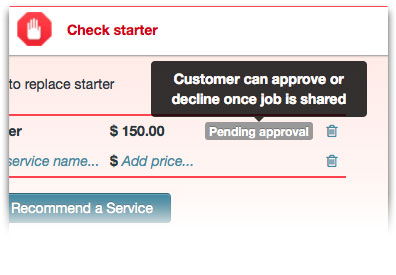 Check starter
to replace starter
Customer can approve or
decline once job is shared
er $ 150.00 Pending approval
service name... $ Add price...
Recommend a Service